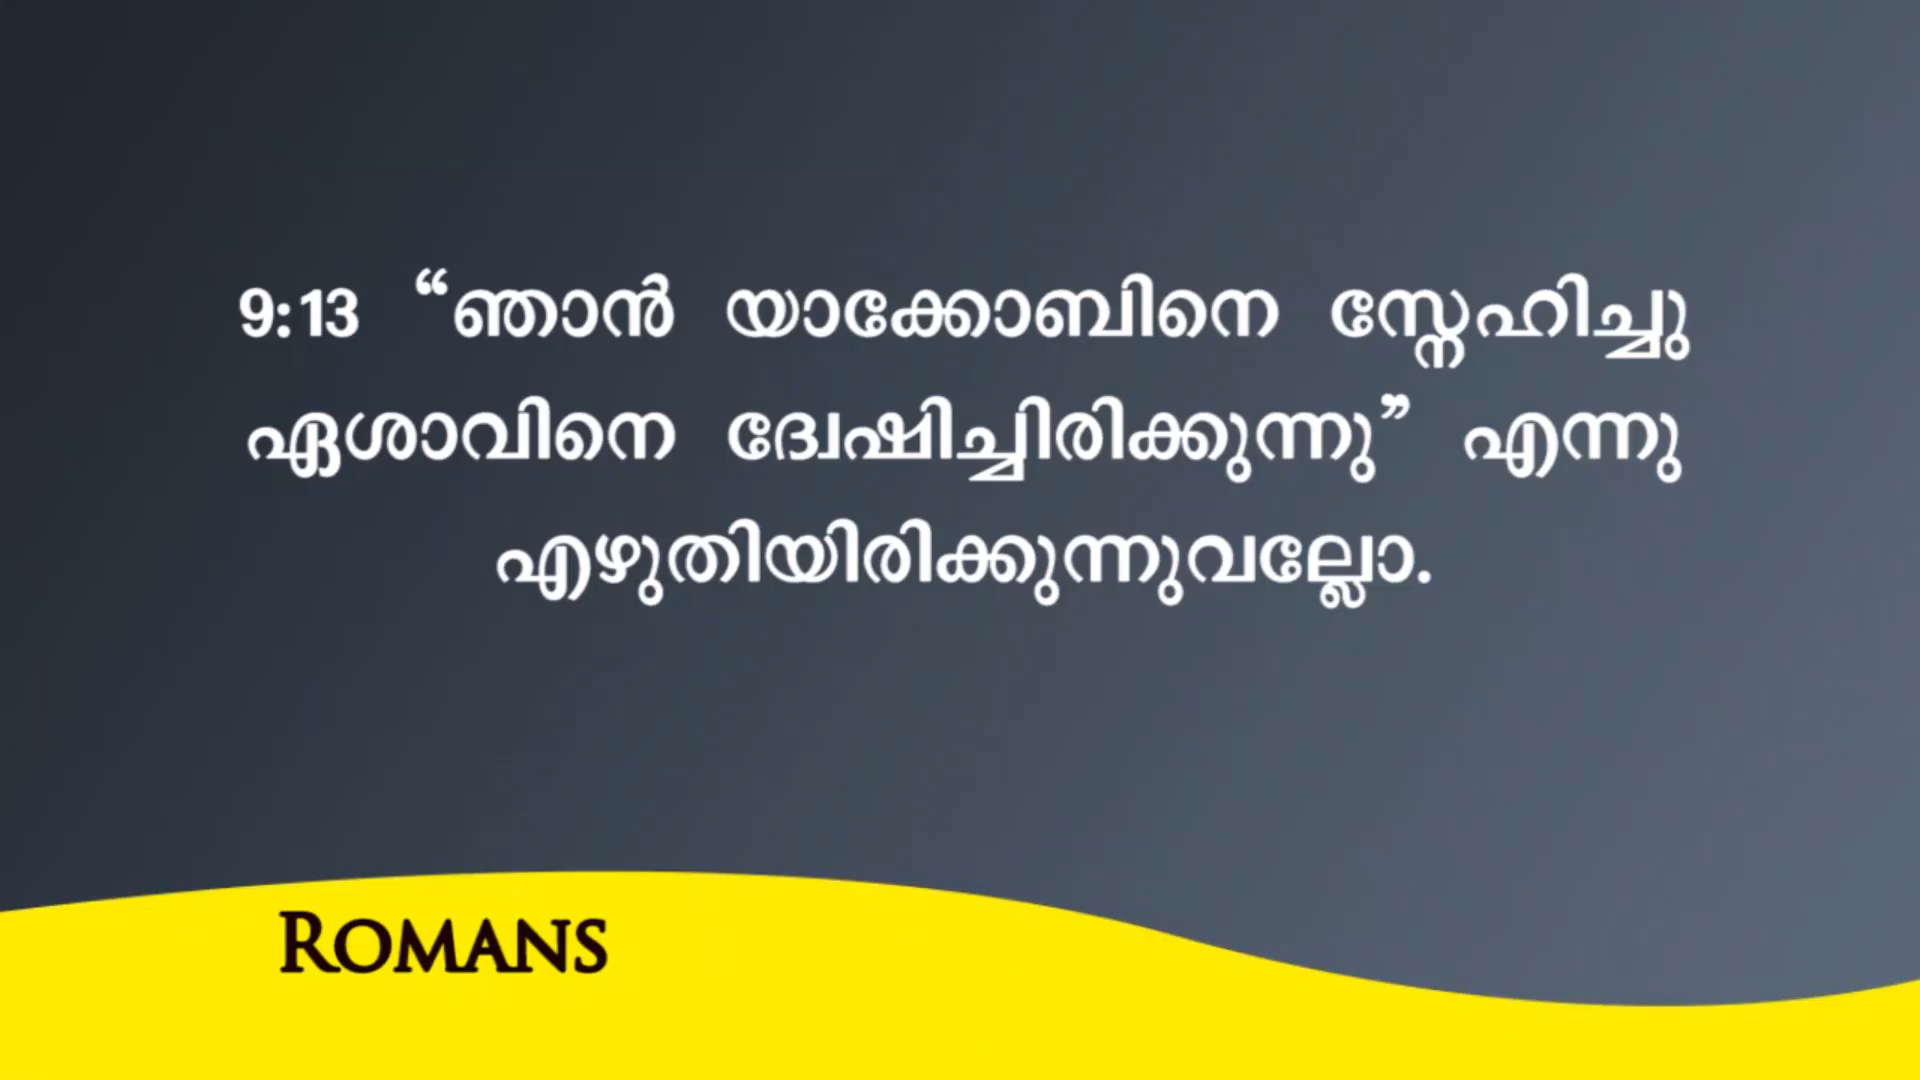 9:13 “ഞാൻ യാക്കോബിനെ സ്നേഹിച്ചു
ഏശാവിനെ ദ്വേഷിച്ചിരിക്കുന്നു” എന്നു
എഴുതിയിരിക്കുന്നുവല്ലോ.
ROMANS